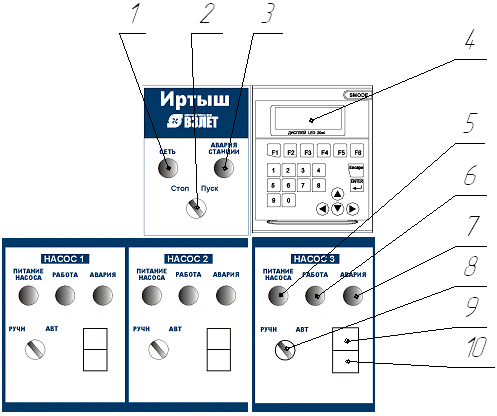 1
2
3
4
5
6
7
8
9
10
Иртыш
ВЗЛЕТ
СЕТЬ
АВАРИЯ
СТАНЦИИ
Стоп Пуск
SMODE
ДИСПЛЕЙ LED
F1 F2 F3 F4 F5 F6
1 2 3 4
Escape
5 6 7 8
ENTER
9 0
НАСОС 1
ПИТАНИЕ
НАСОСА
РАБОТА
АВАРИЯ
РУЧН АВТ
НАСОС 2
ПИТАНИЕ
НАСОСА
РАБОТА
АВАРИЯ
РУЧН АВТ
НАСОС 3
ПИТАНИЕ
НАСОСА
РАБОТА
АВАРИЯ
РУЧН АВТ